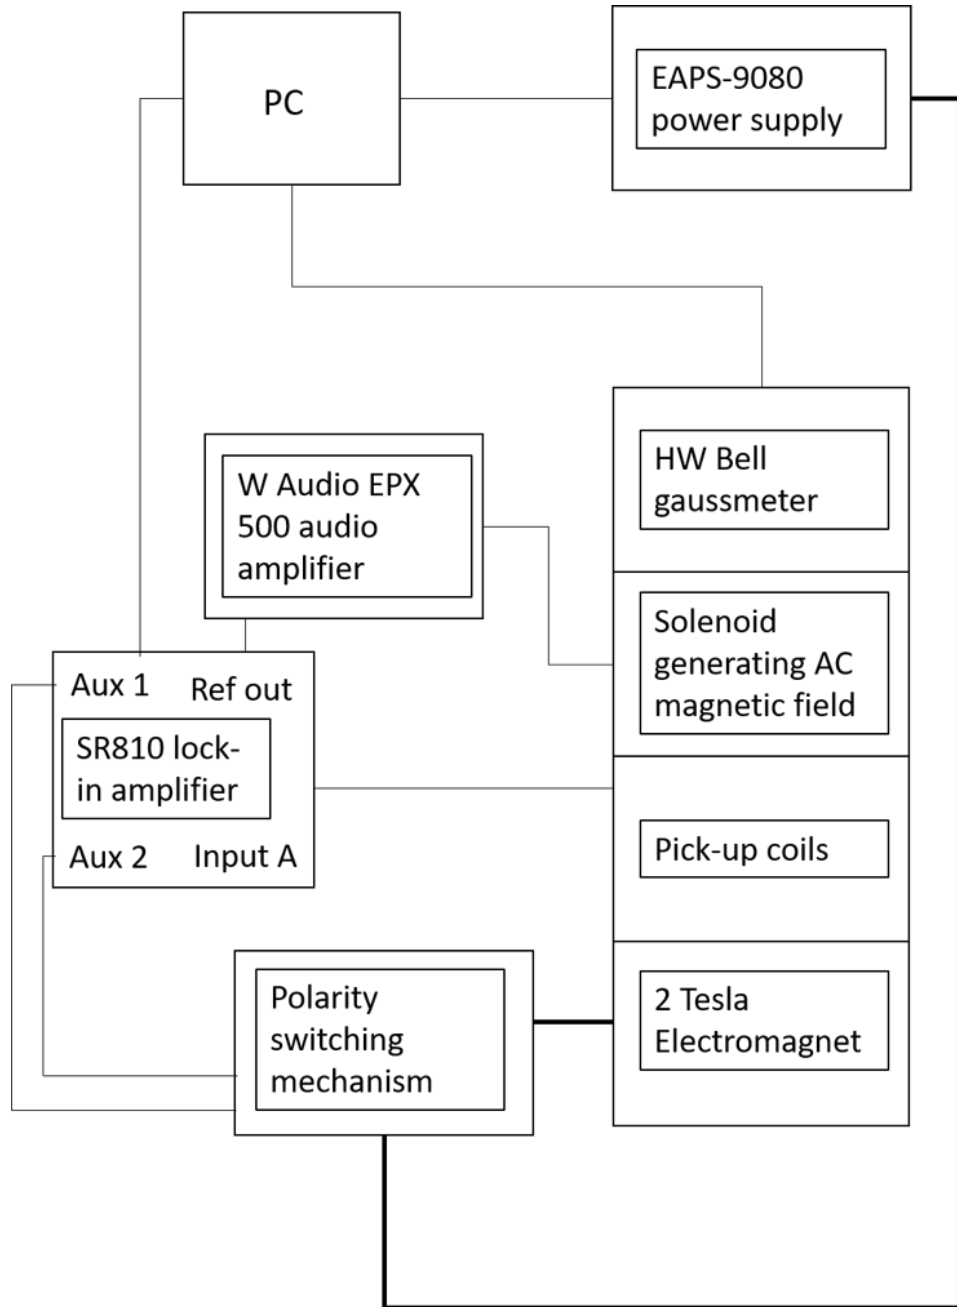 PC
EAPS-9080
power supply
HW Bell
gaussmeter
W Audio EPX
500 audio
amplifier
Solenoid
generating AC
magnetic field
Aux 1
Ref out
SR810 lock-
in amplifier
Aux 2
Input A
Pick-up coils
Polarity
switching
mechanism
2 Tesla
Electromagnet